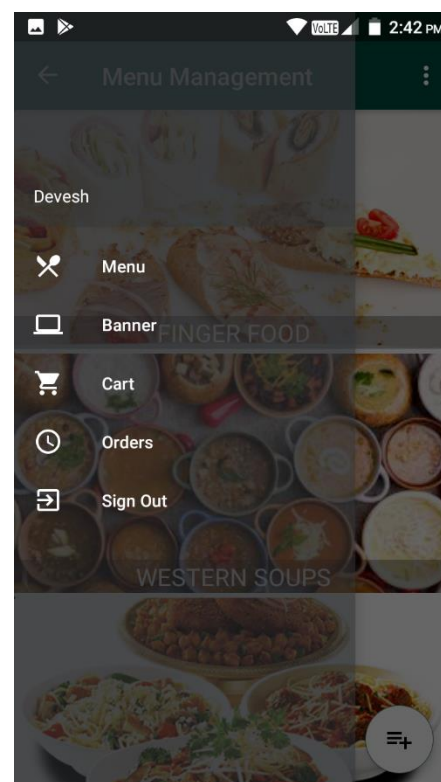 VoLTE 2:42 PM
Menu Management
Devesh
Menu
Banner
FINGER FOOD
Cart
Orders
Sign Out
WESTERN SOUPS